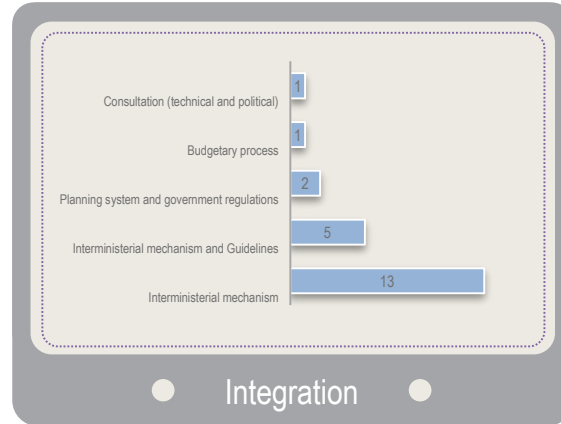 1
Consultation (technical and political)
1
Budgetary process
2
Planning system and government regulations
5
Interministerial mechanism and Guidelines
13
Interministerial mechanism
Integration